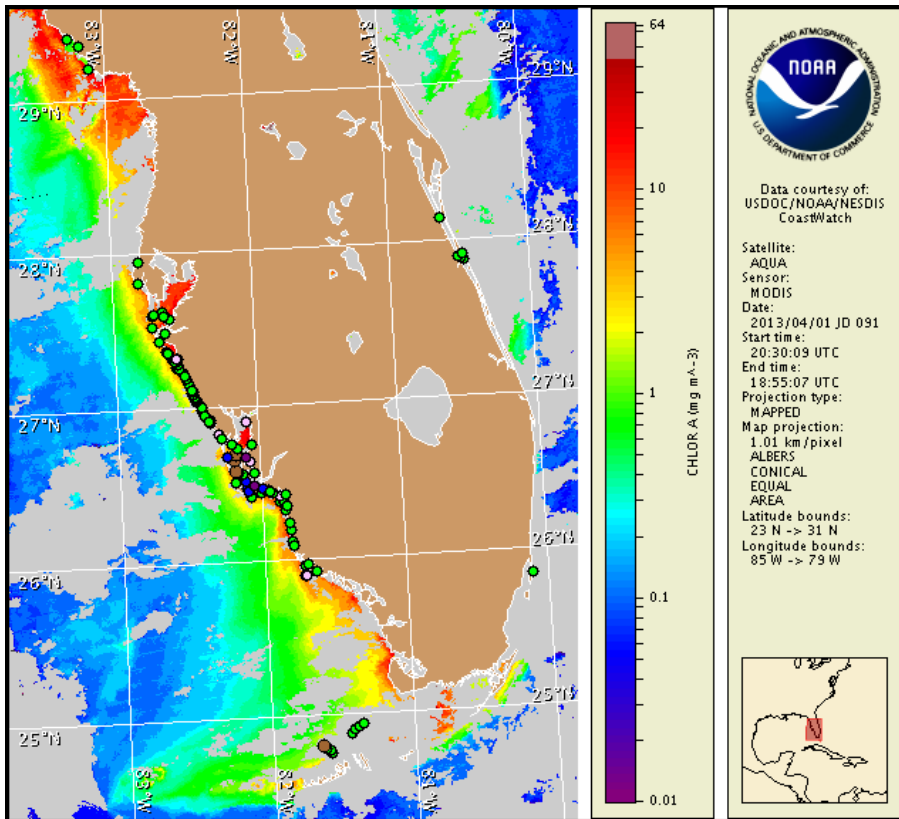 83°W
82°W
81°W
80°W
29°N
29°N
28°N
28°N
27°N
27°N
26°N
26°N
25°N
25°N
83°W
82°W
81°W
64
10
1
0.1
0.01
CHLOR A (mg m^-3)
NATIONAL OCEANIC AND ATMOSPHERIC ADMINISTRATION
NOAA
U.S. DEPARTMENT OF COMMERCE
Data courtesy of:
USDOC/NOAA/NESDIS
CoastWatch
Satellite:
AQUA
Sensor:
MODIS
Date:
2013/04/01 JD 091
Start time:
20:30:09 UTC
End time:
18:55:07 UTC
Projection type:
MAPPED
Map projection:
1.01 km/pixel
ALBERS
CONICAL
EQUAL
AREA
Latitude bounds:
23 N -> 31 N
Longitude bounds:
85 W -> 79 W